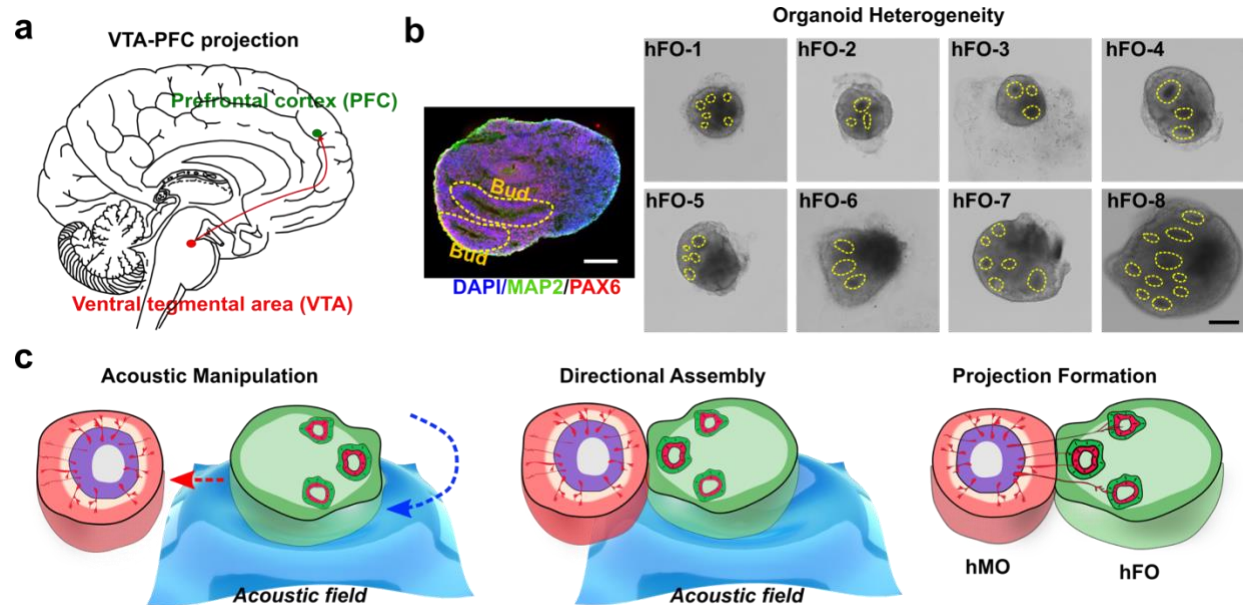 a
VTA-PFC projection
Prefrontal cortex (PFC)
Ventral tegmental area (VTA)
b
Organoid Heterogeneity
Bud
Bud
DAPI/MAP2/PAX6
hFO-1
hFO-2
hFO-3
hFO-4
hFO-5
hFO-6
hFO-7
hFO-8
c
Acoustic Manipulation
Directional Assembly
Projection Formation
Acoustic field
Acoustic field
hMO
hFO